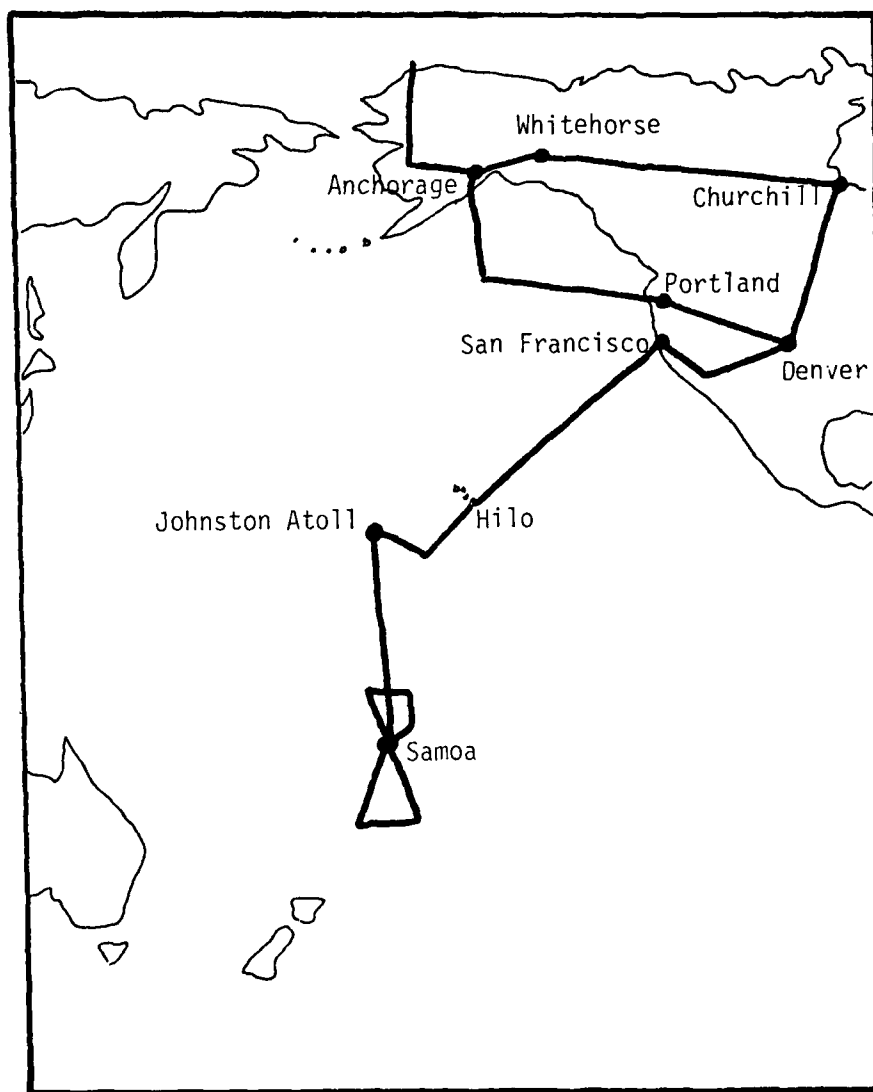 Whitehorse
Anchorage
Churchill
Portland
San Francisco
Denver
Johnston Atoll
Hilo
Samoa